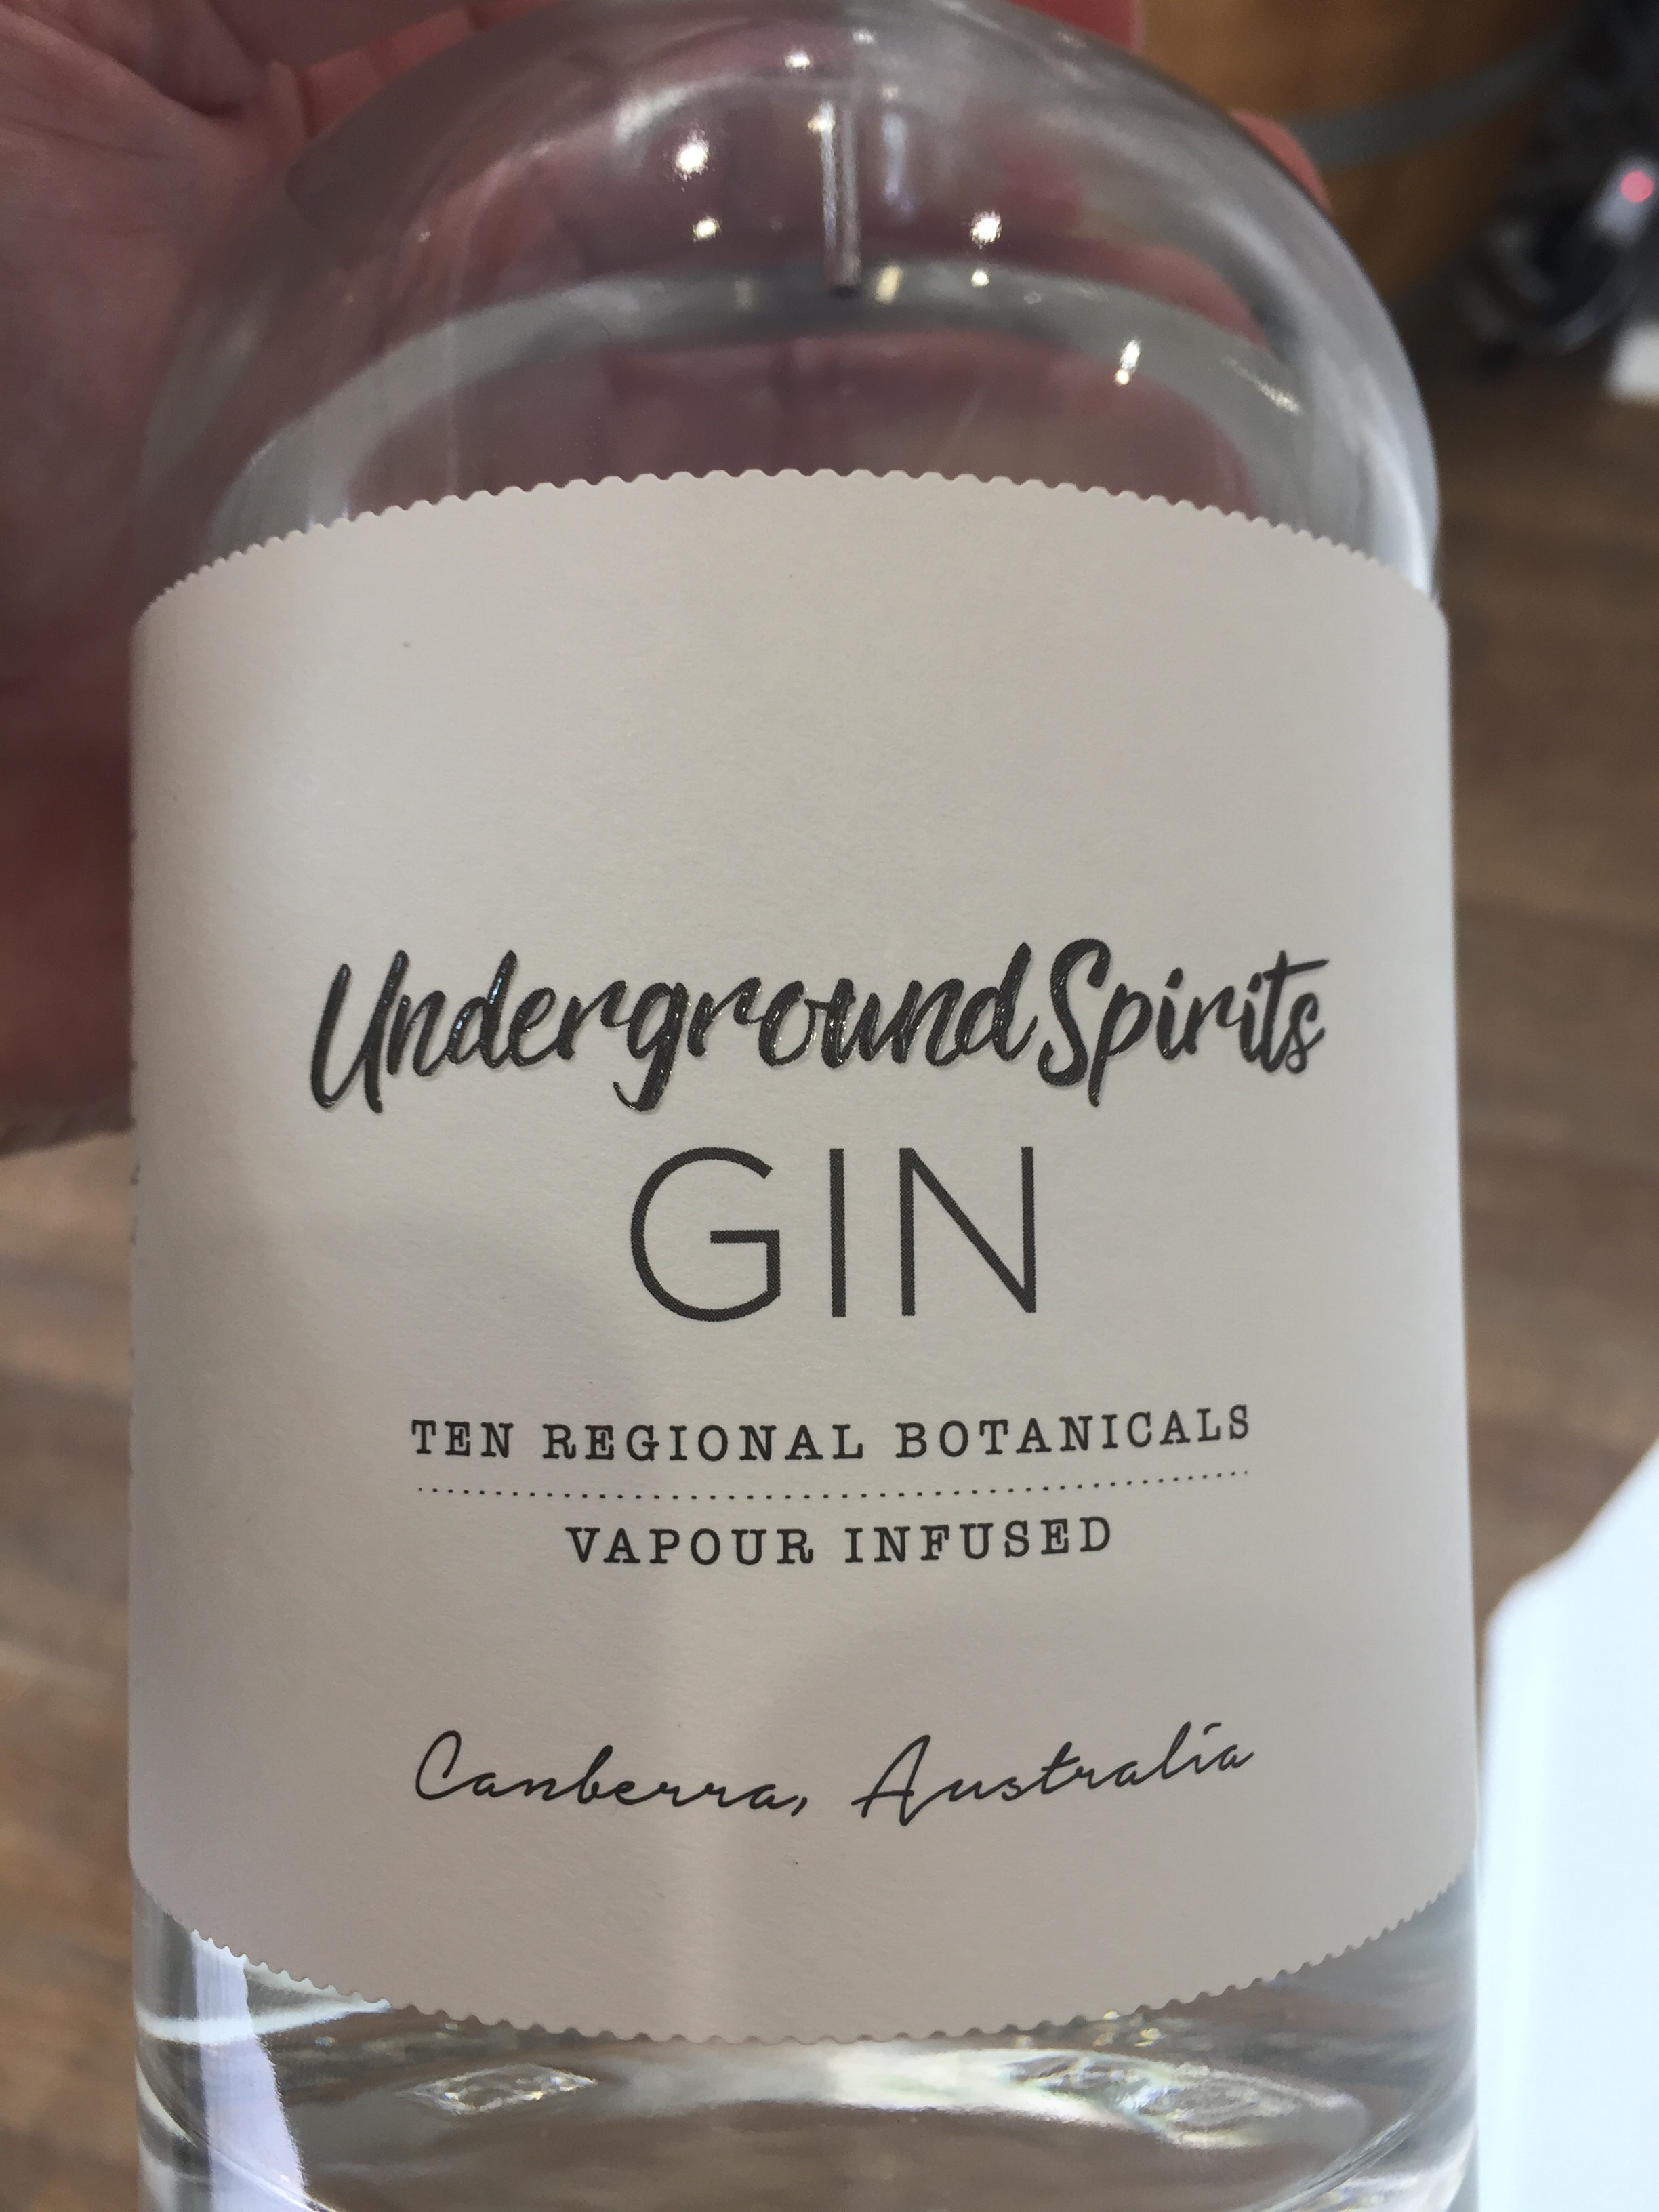 Underground Spirits
GIN
TEN REGIONAL BOTANICALS
VAPOUR INFUSED
Canberra, Australia